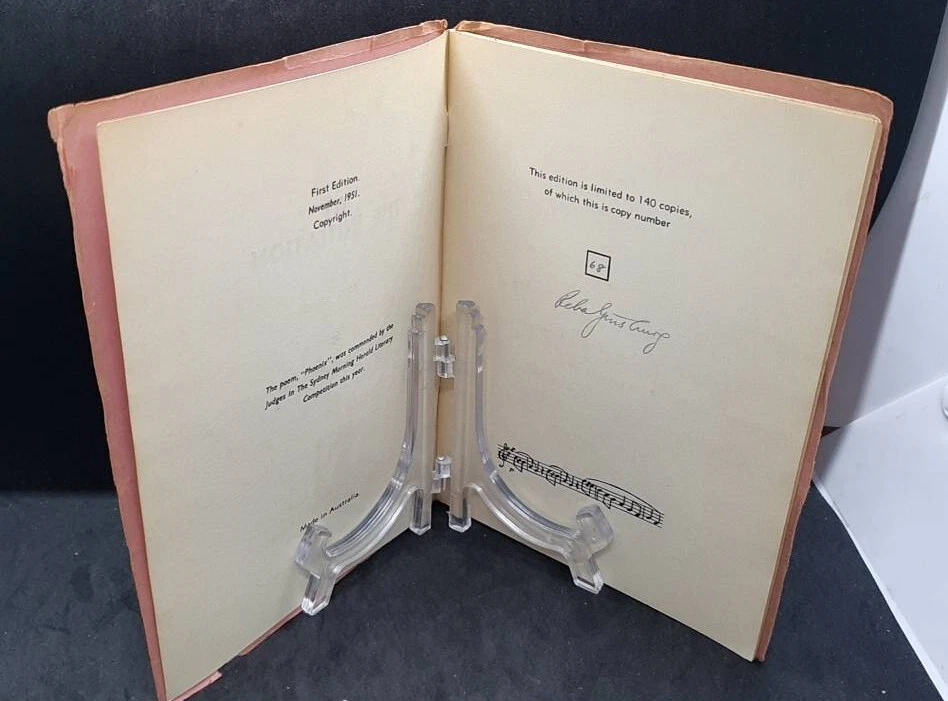 First Edition.
November, 1951.
Copyright.
The poem, "Phoenix", was commended by the
judges in The Sydney Morning Herald Literary
Competition this year.
Made in Australia
This edition is limited to 140 copies,
of which this is copy number
68
Reba